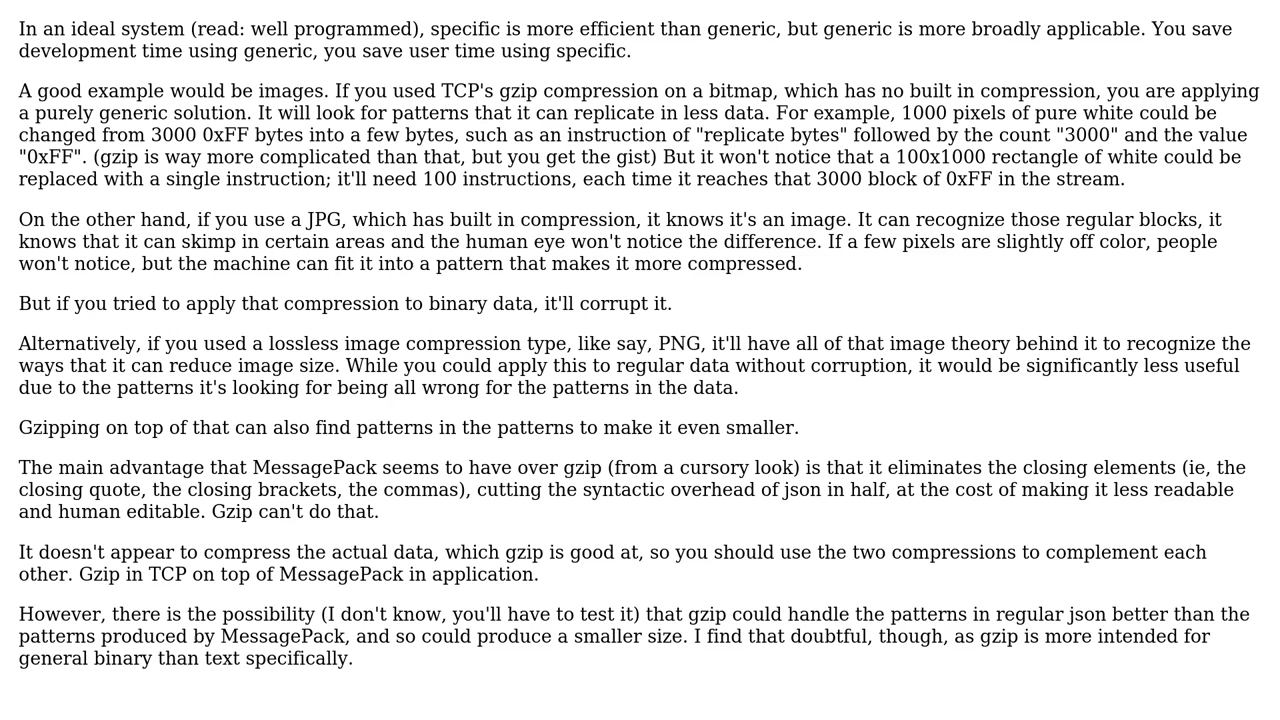 In an ideal system (read: well programmed), specific is more efficient than generic, but generic is more broadly applicable. You save
development time using generic, you save user time using specific.
A good example would be images. If you used TCP's gzip compression on a bitmap, which has no built in compression, you are applying
a purely generic solution. It will look for patterns that it can replicate in less data. For example, 1000 pixels of pure white could be
changed from 3000 0xFF bytes into a few bytes, such as an instruction of "replicate bytes" followed by the count "3000" and the value
"0xFF". (gzip is way more complicated than that, but you get the gist) But it won't notice that a 100x1000 rectangle of white could be
replaced with a single instruction; it'll need 100 instructions, each time it reaches that 3000 block of 0xFF in the stream.
On the other hand, if you use a JPG, which has built in compression, it knows it's an image. It can recognize those regular blocks, it
knows that it can skimp in certain areas and the human eye won't notice the difference. If a few pixels are slightly off color, people
won't notice, but the machine can fit it into a pattern that makes it more compressed.
But if you tried to apply that compression to binary data, it'll corrupt it.
Alternatively, if you used a lossless image compression type, like say, PNG, it'll have all of that image theory behind it to recognize the
ways that it can reduce image size. While you could apply this to regular data without corruption, it would be significantly less useful
due to the patterns it's looking for being all wrong for the patterns in the data.
Gzipping on top of that can also find patterns in the patterns to make it even smaller.
The main advantage that MessagePack seems to have over gzip (from a cursory look) is that it eliminates the closing elements (ie, the
closing quote, the closing brackets, the commas), cutting the syntactic overhead of json in half, at the cost of making it less readable
and human editable. Gzip can't do that.
It doesn't appear to compress the actual data, which gzip is good at, so you should use the two compressions to complement each
other. Gzip in TCP on top of MessagePack in application.
However, there is the possibility (I don't know, you'll have to test it) that gzip could handle the patterns in regular json better than the
patterns produced by MessagePack, and so could produce a smaller size. I find that doubtful, though, as gzip is more intended for
general binary than text specifically.